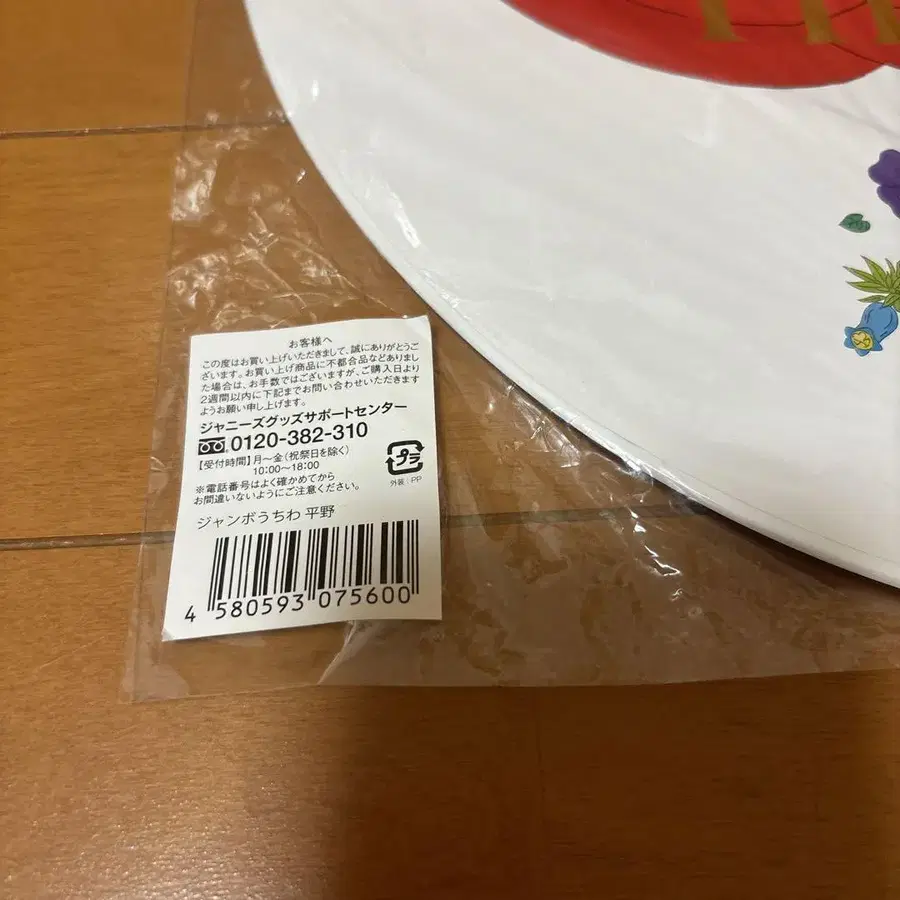 お客様へ
この度はお買い上げいただきまして、誠にありがとうご
ざいます。お買い上げ商品に不都合品などありまし
た場合は、お手数ではございますが、ご購入日より
2週間以内に下記までお問い合わせいただきます
ようお願い申し上げます。
ジャニーズグッズサポートセンター
0120-382-310
【受付時間】月〜金（祝祭日を除く）
10:00〜18:00
プラ
外装：PP
※電話番号はよく確かめてから
お間違いないようにご注意ください。
ジャンボうちわ 平野
4 580593 075600